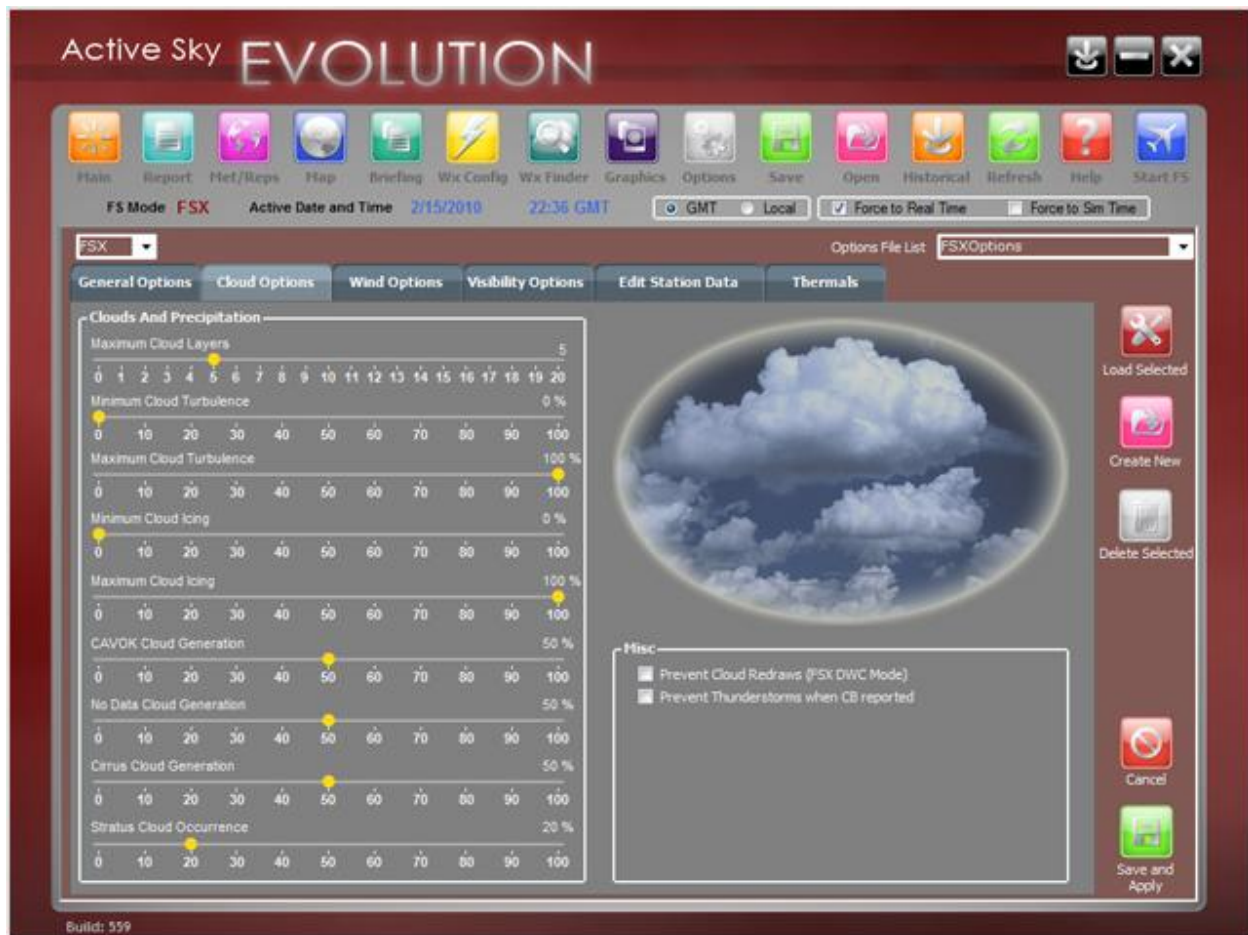 Active Sky EVOLUTION
Main Report Met/Reps Map Briefing Wx Config Wx Finder Graphics Options Save Open Historical Refresh Help Start FS
FS Mode FSX Active Date and Time 2/15/2010 22:36 GMT GMT Local Force to Real Time Force to Sim Time
FSX Options File List FSXOptions
General Options Cloud Options Wind Options Visibility Options Edit Station Data Thermals
Clouds And Precipitation
Maximum Cloud Layers 5
0 1 2 3 4 5 6 7 8 9 10 11 12 13 14 15 16 17 18 19 20
Minimum Cloud Turbulence 0 %
0 10 20 30 40 50 60 70 80 90 100
Maximum Cloud Turbulence 100 %
0 10 20 30 40 50 60 70 80 90 100
Minimum Cloud Icing 0 %
0 10 20 30 40 50 60 70 80 90 100
Maximum Cloud Icing 100 %
0 10 20 30 40 50 60 70 80 90 100
CAVOK Cloud Generation 50 %
0 10 20 30 40 50 60 70 80 90 100
No Data Cloud Generation 50 %
0 10 20 30 40 50 60 70 80 90 100
Cirrus Cloud Generation 50 %
0 10 20 30 40 50 60 70 80 90 100
Stratus Cloud Occurrence 20 %
0 10 20 30 40 50 60 70 80 90 100
Misc
Prevent Cloud Redraws (FSX DWC Mode)
Prevent Thunderstorms when CB reported
Load Selected
Create New
Delete Selected
Cancel
Save and
Apply
Build: 559